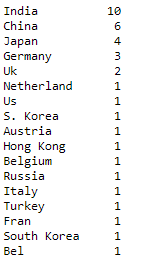 India 10
China 6
Japan 4
Germany 3
Uk 2
Netherland 1
Us 1
S. Korea 1
Austria 1
Hong Kong 1
Belgium 1
Russia 1
Italy 1
Turkey 1
Fran 1
South Korea 1
Bel 1